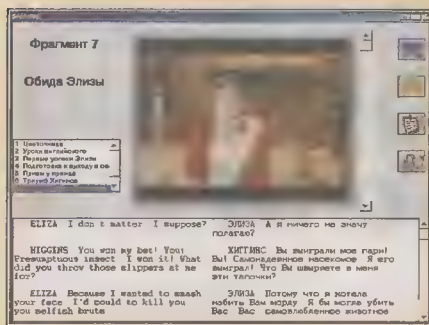 Фрагмент 7
Обида Элизы
1 Цветочница
2 Уроки английского
3 Первые успехи Элизы
4 Подготовка к выходу в св
5 Прием у принца
6 Триумф Хиггинса
ELIZA I don t matter I suppose?
HIGGINS You won my bet! You!
Presumptuous insect I won it! What
did you throw those slippers at me
for?
ELIZA Because I wanted to smash
your face I'd could to kill you
you selfish brute
ЭЛИЗА А я ничего не значу
полагаю?
ХИГГИНС Вы выиграли мое пари!
Вы! Самонадеянное насекомое Я его
выиграл! Что Вы швыряете в меня
эти тапочки?
ЭЛИЗА Потому что я хотела
набить Вам морду Я бы могла убить
Вас Вас самовлюбленное животное